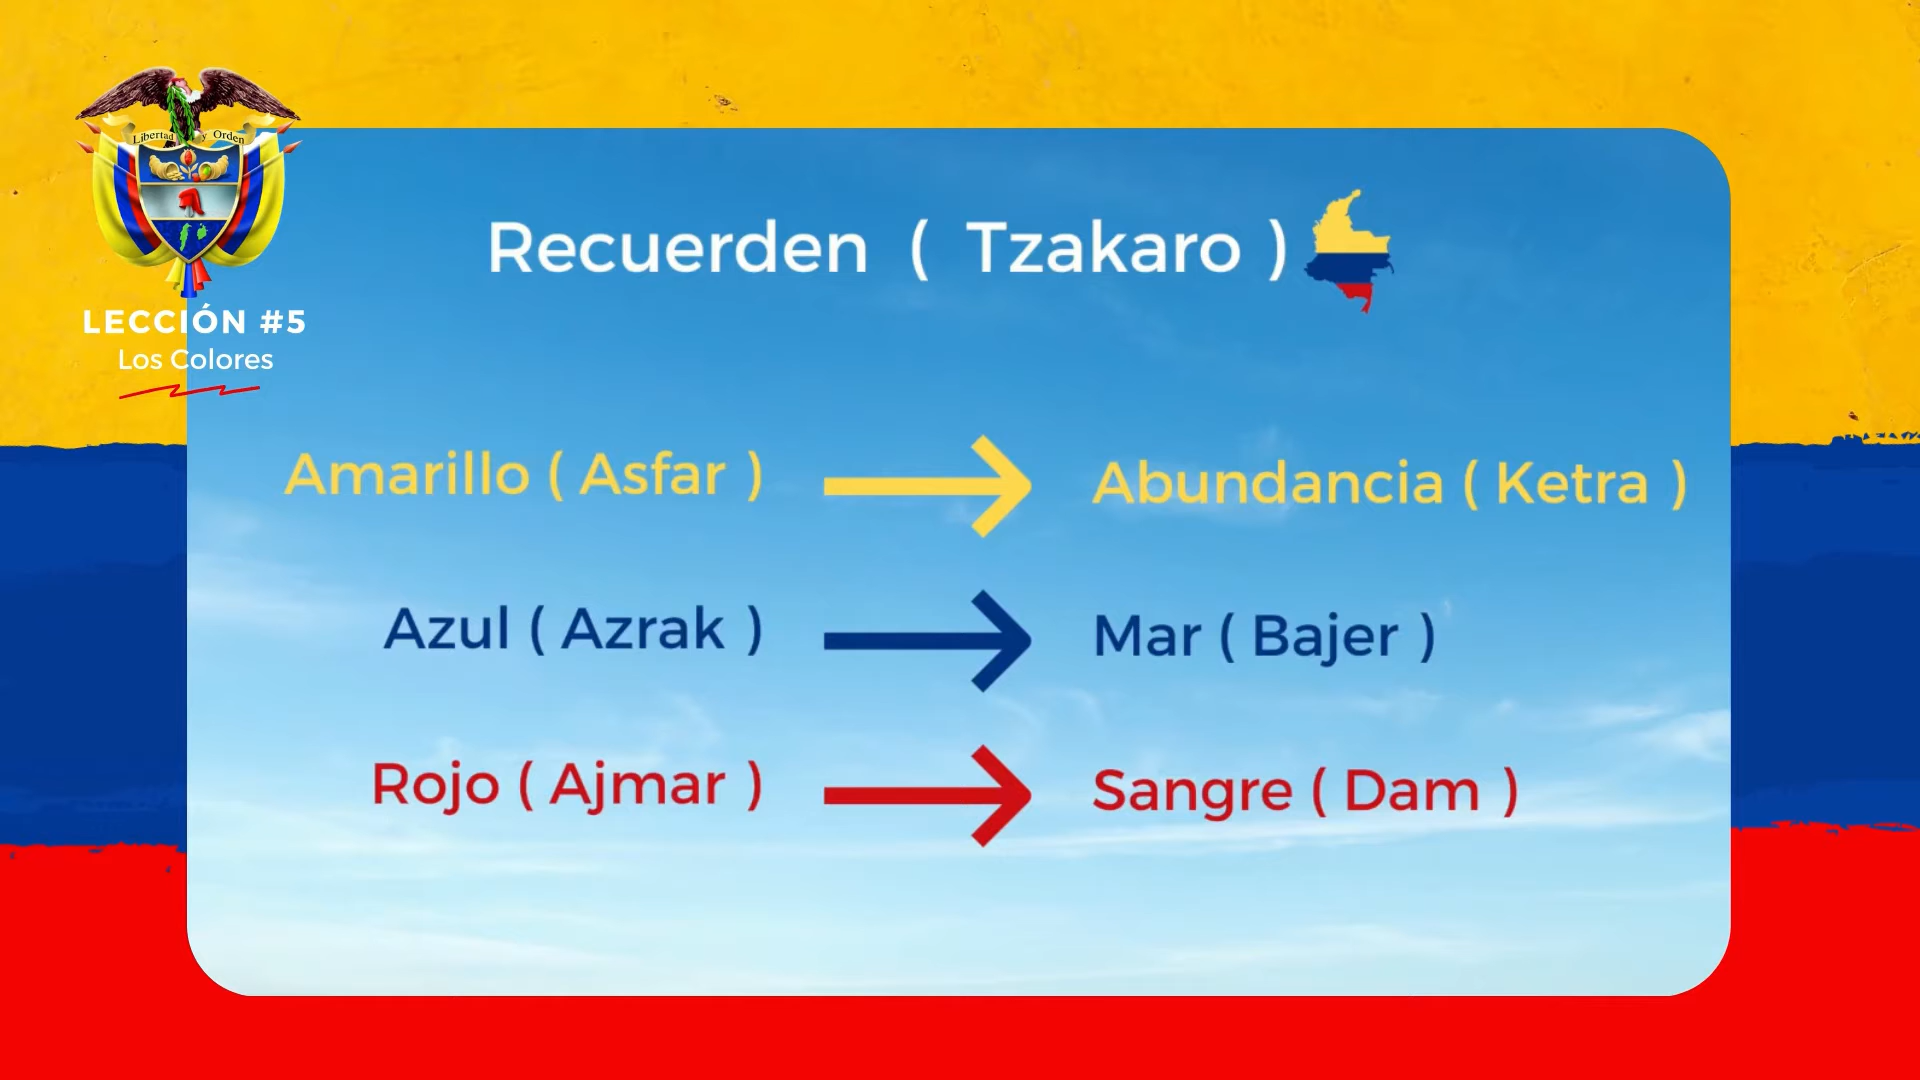 Libertad y Orden
LECCIÓN #5
Los Colores
Recuerden ( Tzakaro )
Amarillo ( Asfar ) Abundancia ( Ketra )
Azul ( Azrak ) Mar ( Bajer )
Rojo ( Ajmar ) Sangre ( Dam )